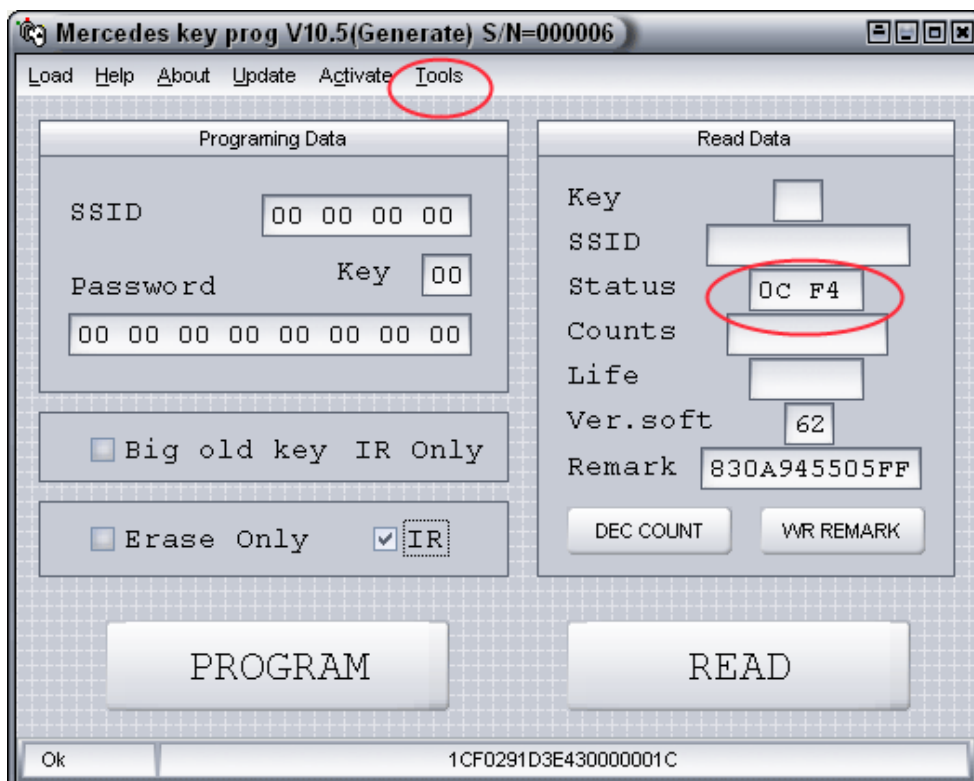 Mercedes key prog V10.5(Generate) S/N=000006
Load Help About Update Activate Tools
Programing Data
SSID 00 00 00 00
Key 00
Password
00 00 00 00 00 00 00 00
Big old key IR Only
Erase Only IR
PROGRAM
Read Data
Key
SSID
Status 0C F4
Counts
Life
Ver.soft 62
Remark 830A945505FF
DEC COUNT WR REMARK
READ
Ok 1CF0291D3E430000001C